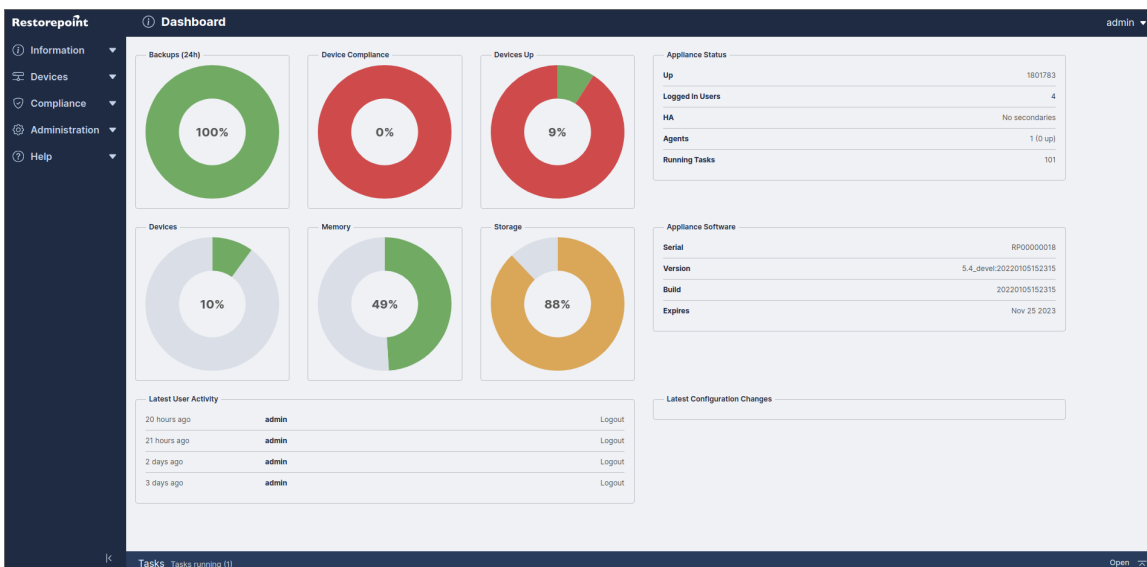 Restorepoint
Dashboard
admin
Information
Devices
Compliance
Administration
Help
Backups (24h)
100%
Device Compliance
0%
Devices Up
9%
Appliance Status
Up 1801783
Logged In Users 4
HA No secondaries
Agents 1 (0 up)
Running Tasks 101
Devices
10%
Memory
49%
Storage
88%
Appliance Software
Serial RP00000018
Version 5.4_devel:20220105152315
Build 20220105152315
Expires Nov 25 2023
Latest User Activity
20 hours ago admin Logout
21 hours ago admin Logout
2 days ago admin Logout
3 days ago admin Logout
Latest Configuration Changes
Tasks Tasks running (1)
Open